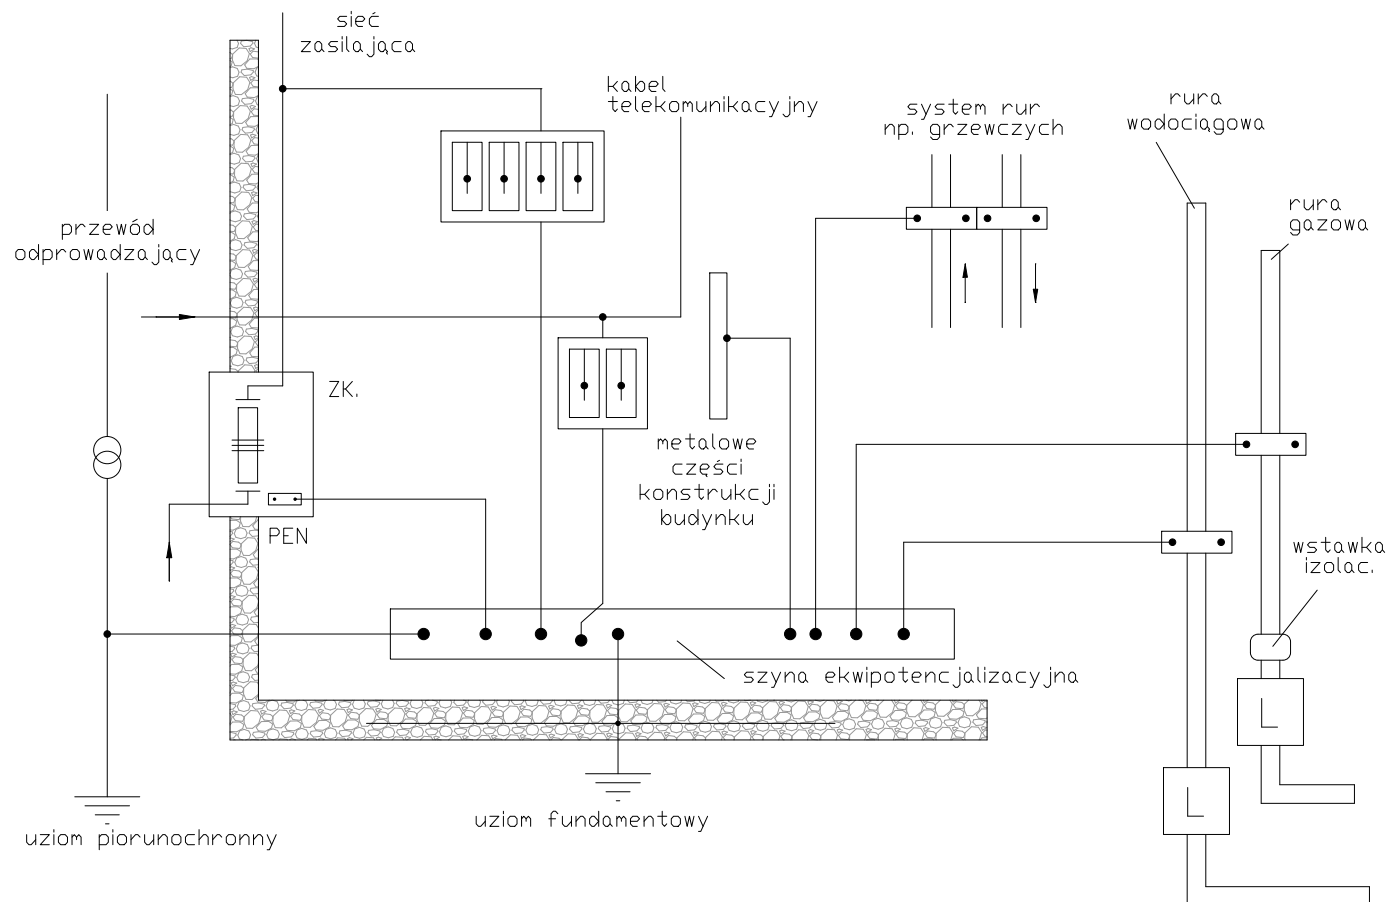 sieć
zasilająca
kabel
telekomunikacyjny
system rur
np. grzewczych
rura
wodociągowa
rura
gazowa
przewód
odprowadzający
ZK.
metalowe
części
konstrukcji
budynku
PEN
wstawka
izolac.
szyna ekwipotencjalizacyjna
L
L
uziom fundamentowy
uziom piorunochronny